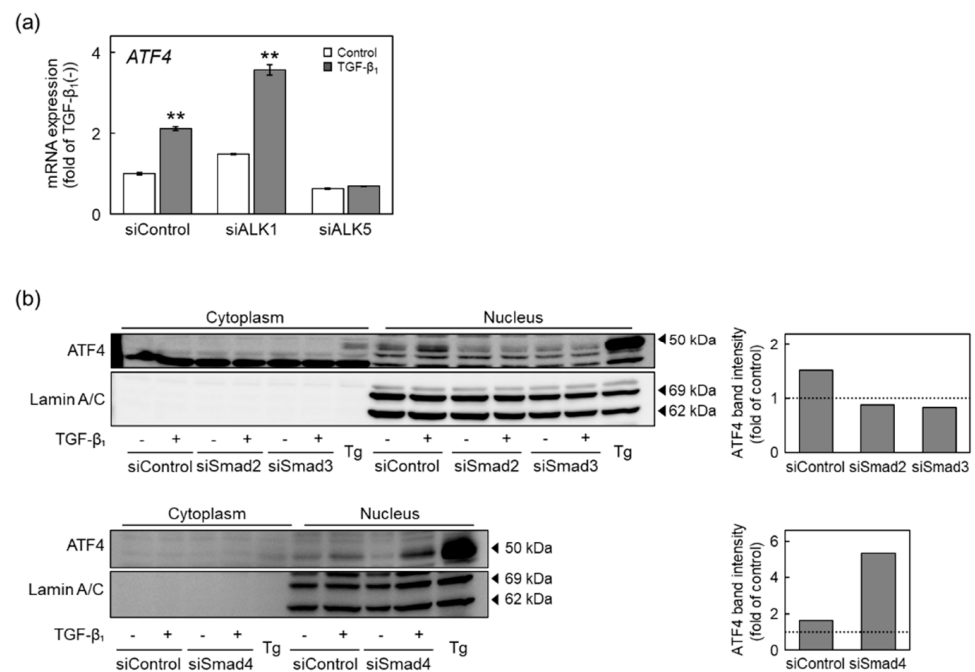 (a)
ATF4
Control
TGF-β₁
**
**
mRNA expression
(fold of TGF-β₁(-)
4
2
0
siControl siALK1 siALK5
(b)
Cytoplasm Nucleus
ATF4
50 kDa
Lamin A/C
69 kDa
62 kDa
TGF-β₁ - + - + - + Tg - + - + - + Tg
siControl siSmad2 siSmad3 siControl siSmad2 siSmad3
ATF4 band intensity
(fold of control)
2
1
0
siControl siSmad2 siSmad3
Cytoplasm Nucleus
ATF4
50 kDa
Lamin A/C
69 kDa
62 kDa
TGF-β₁ - + - + Tg - + - + Tg
siControl siSmad4 siControl siSmad4
ATF4 band intensity
(fold of control)
6
4
2
0
siControl siSmad4